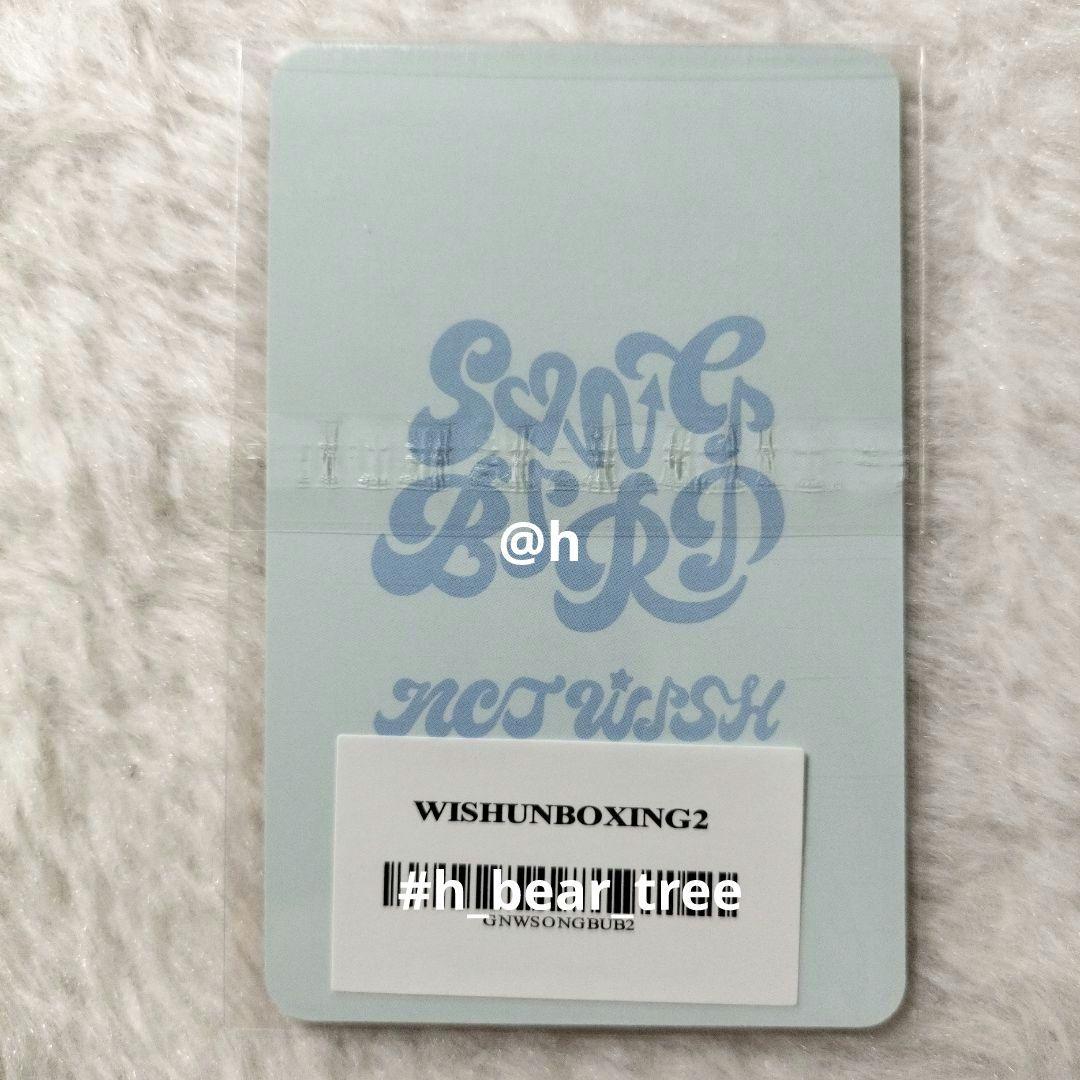 SONG
BIRD
@h
NCT WISH
WISHUNBOXING2
#h_bear_tree
GNWSONGBUB2